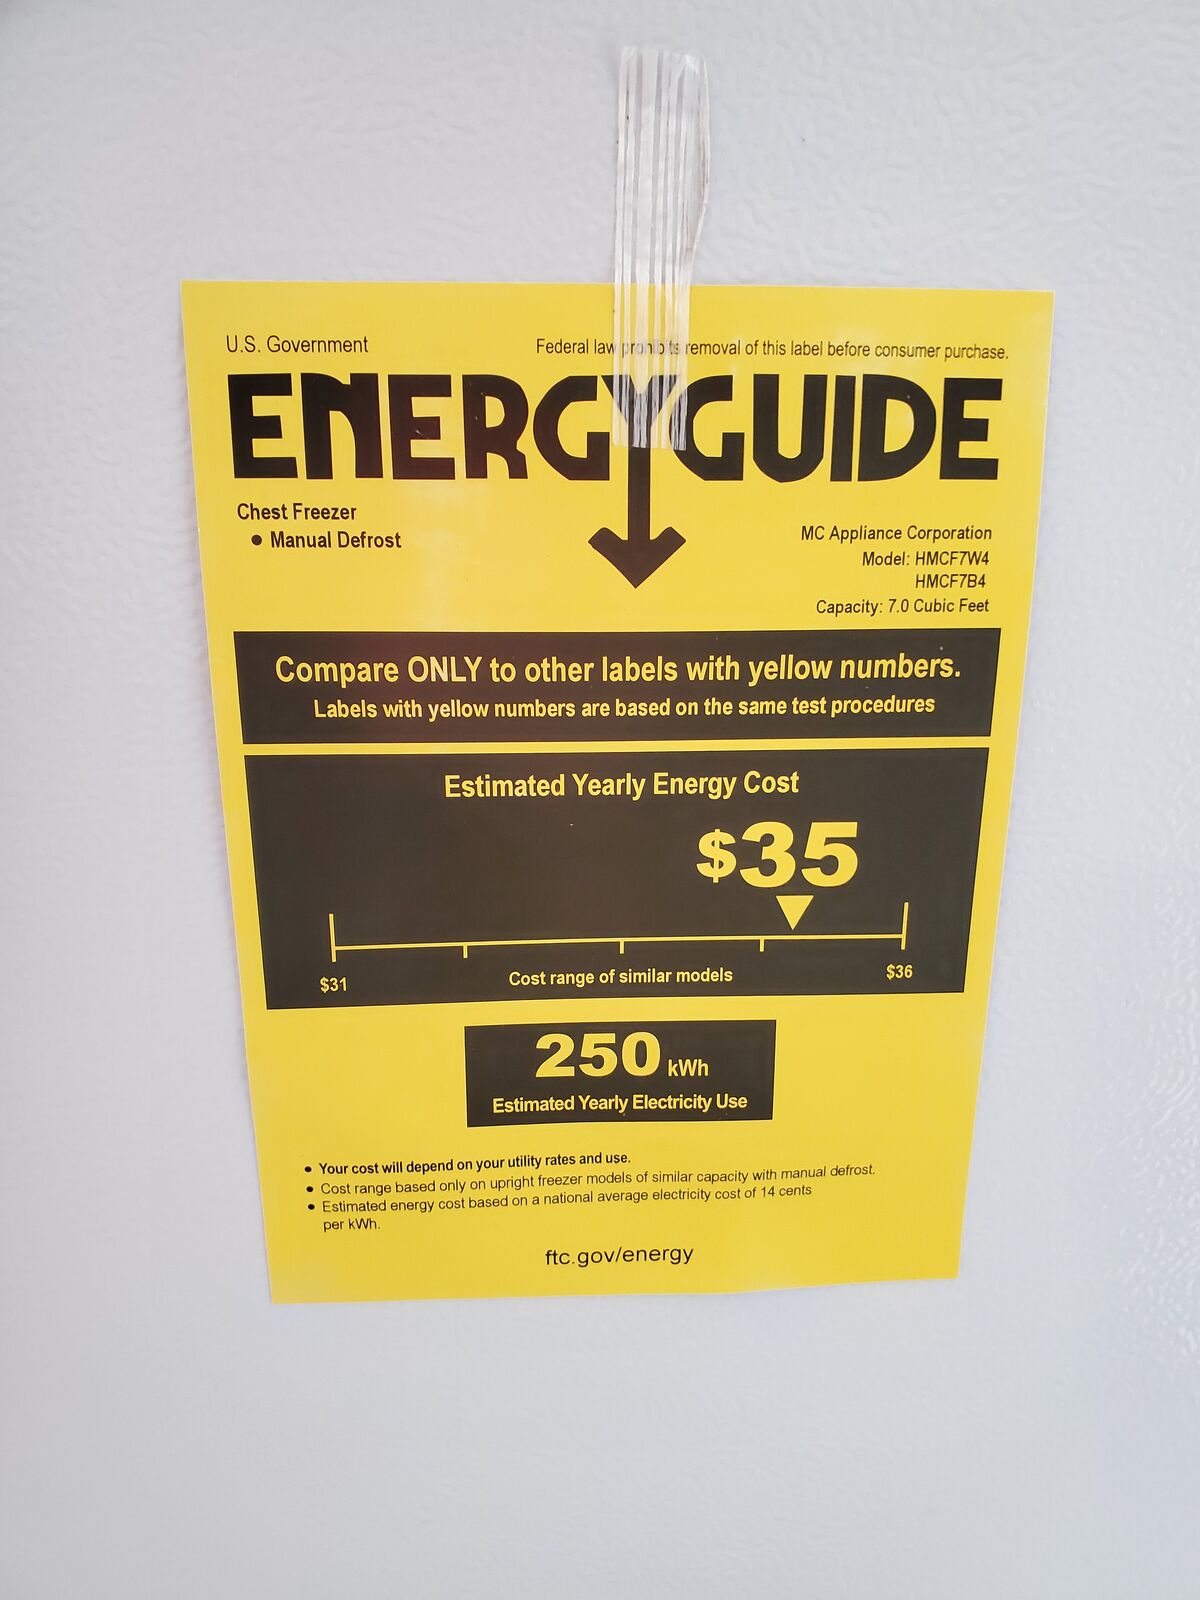 U.S. Government
Federal law prohibits removal of this label before consumer purchase.
ENERGYGUIDE
Chest Freezer
• Manual Defrost
MC Appliance Corporation
Model: HMCF7W4
HMCF7B4
Capacity: 7.0 Cubic Feet
Compare ONLY to other labels with yellow numbers.
Labels with yellow numbers are based on the same test procedures
Estimated Yearly Energy Cost
$35
$31
Cost range of similar models
$36
250 kWh
Estimated Yearly Electricity Use
• Your cost will depend on your utility rates and use.
• Cost range based only on upright freezer models of similar capacity with manual defrost.
• Estimated energy cost based on a national average electricity cost of 14 cents
per kWh.
ftc.gov/energy